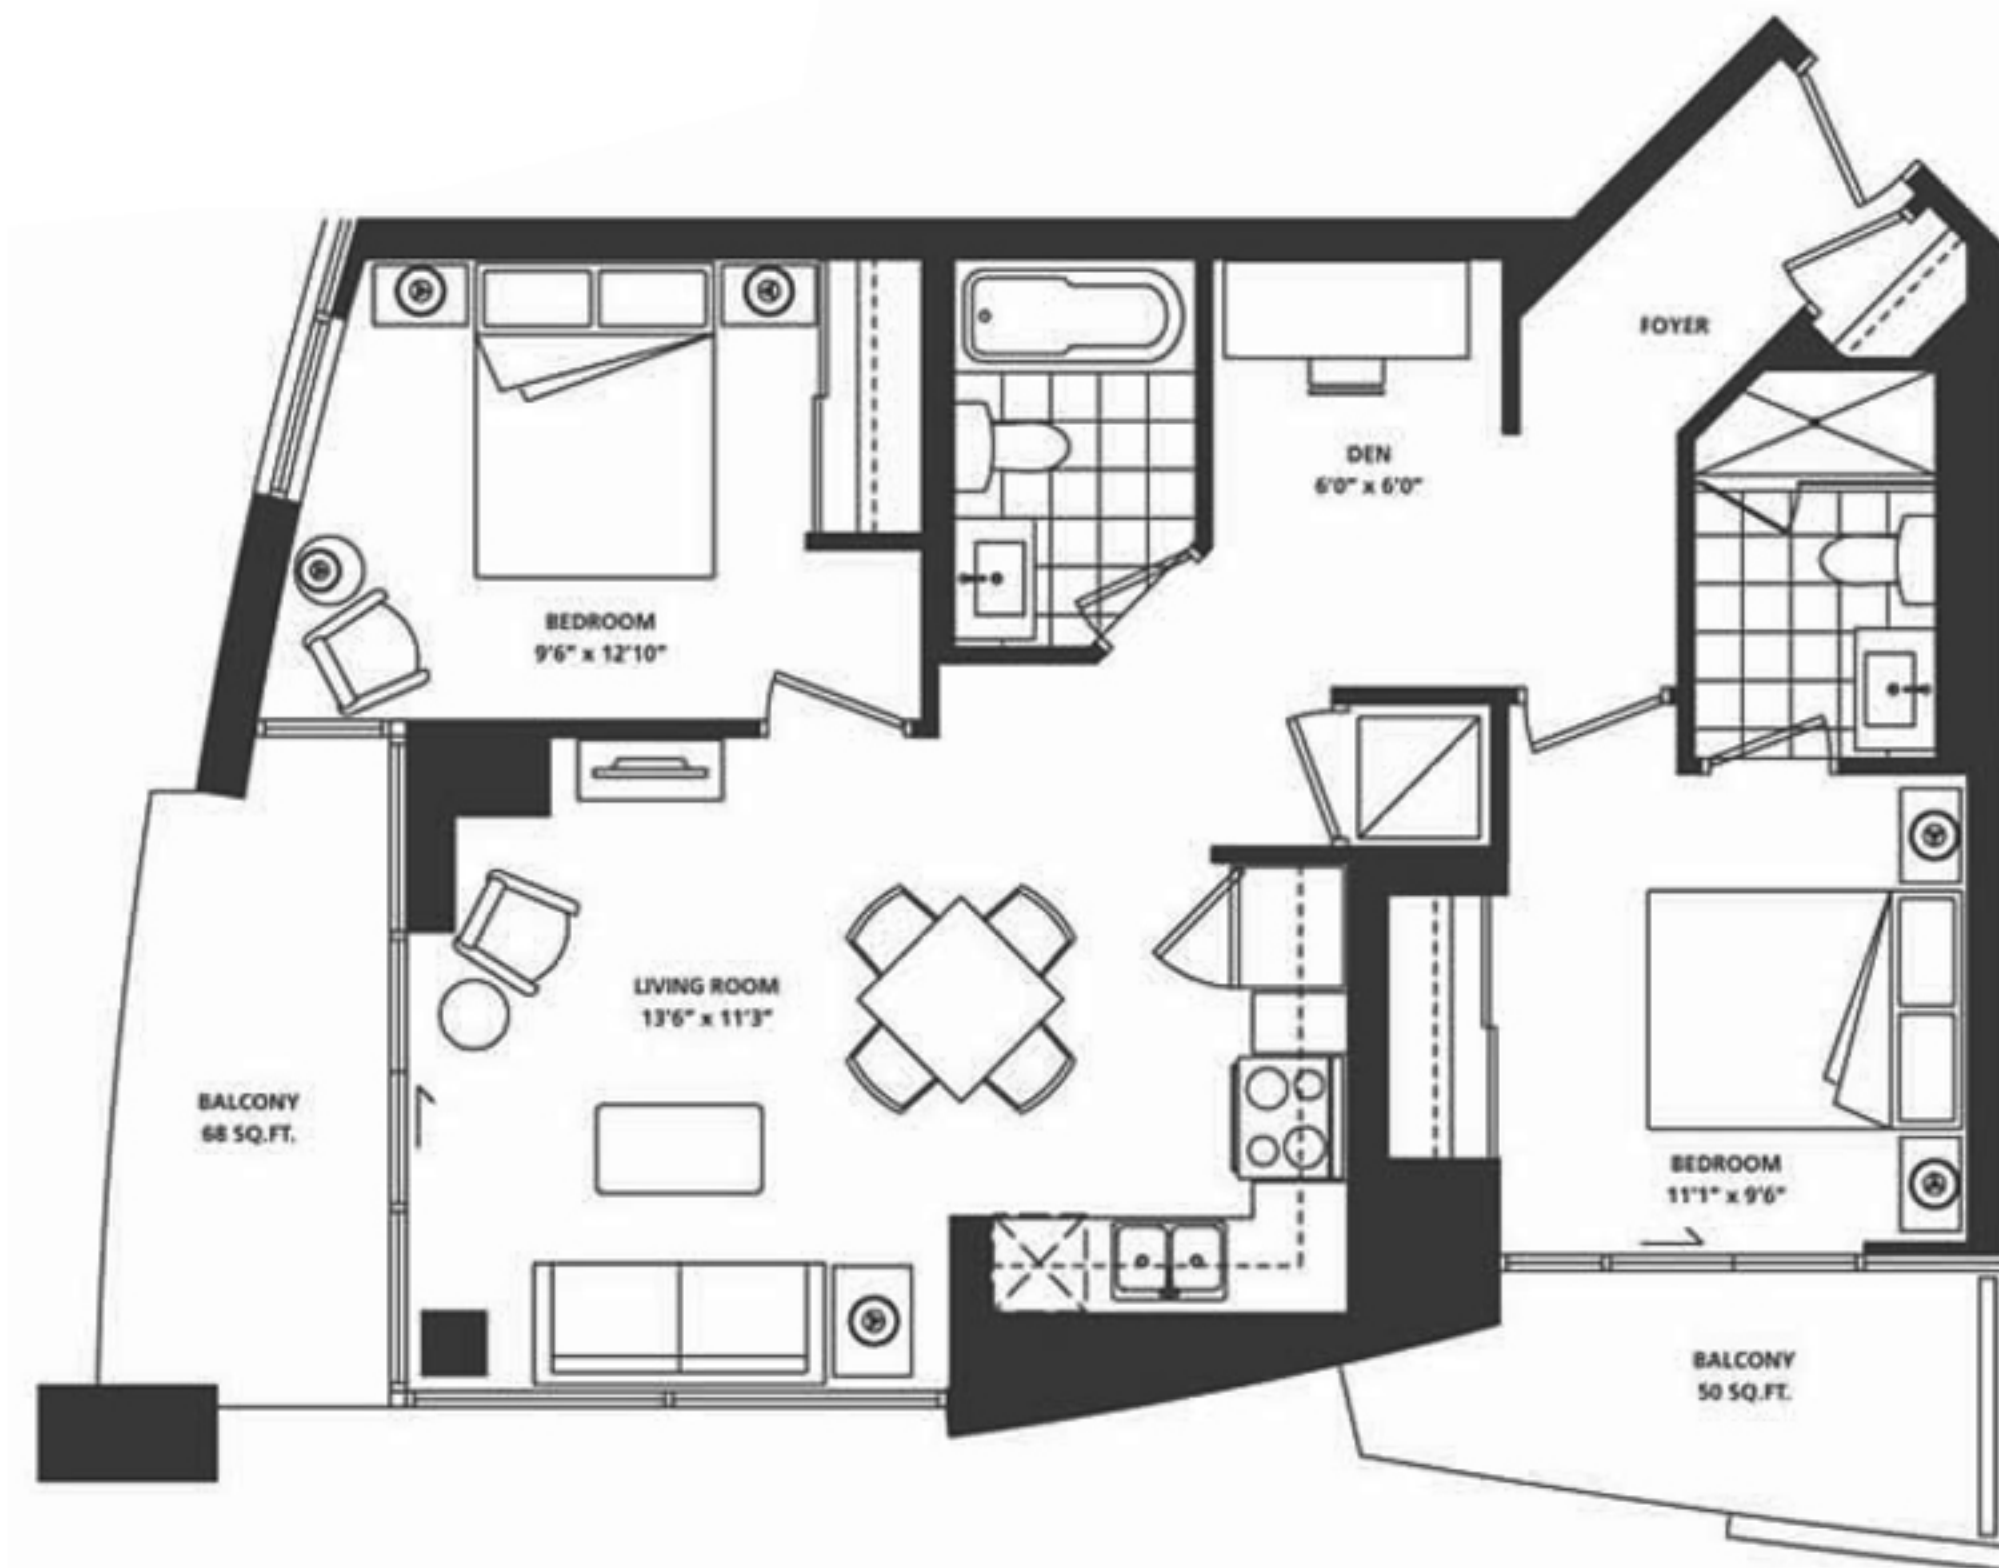 FOYER
DEN
6'0" x 6'0"
BEDROOM
9'6" x 12'10"
LIVING ROOM
13'6" x 11'3"
BALCONY
68 SQ.FT.
BEDROOM
11'1" x 9'6"
BALCONY
50 SQ.FT.